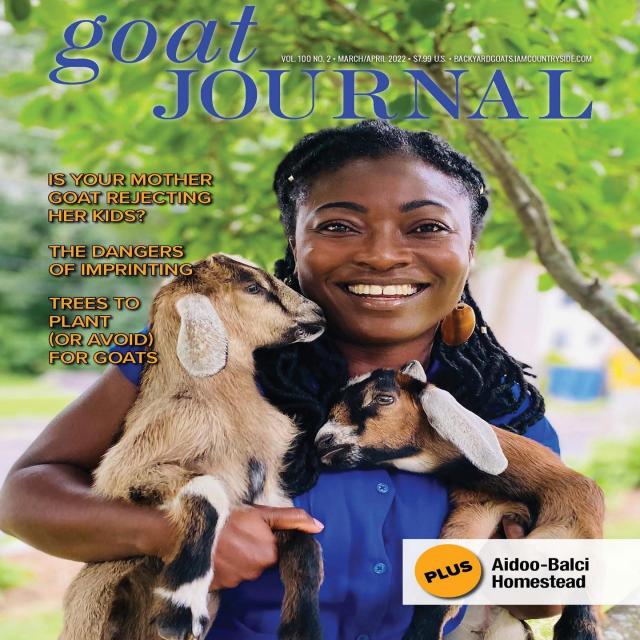 goat
VOL. 100 NO. 2 • MARCH/APRIL 2022 • $7.99 U.S. • BACKYARDGOATS.IAMCOUNTRYSIDE.COM
JOURNAL
IS YOUR MOTHER
GOAT REJECTING
HER KIDS?
THE DANGERS
OF IMPRINTING
TREES TO
PLANT
(OR AVOID)
FOR GOATS
PLUS
Aidoo-Balci
Homestead